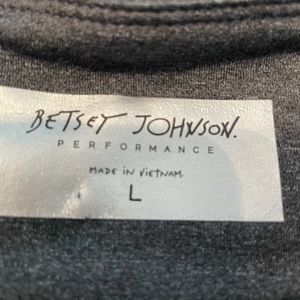 BETSEY JOHNSON.
PERFORMANCE
MADE IN VIETNAM.
L